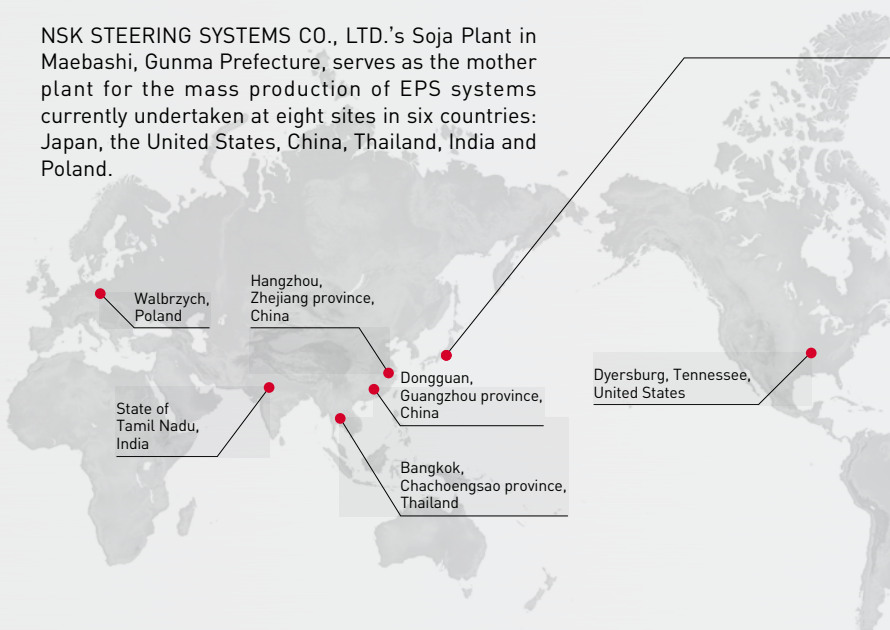 NSK STEERING SYSTEMS CO., LTD.'s Soja Plant in
Maebashi, Gunma Prefecture, serves as the mother
plant for the mass production of EPS systems
currently undertaken at eight sites in six countries:
Japan, the United States, China, Thailand, India and
Poland.
Walbrzych,
Poland
Hangzhou,
Zhejiang province,
China
Dongguan,
Guangzhou province,
China
Dyersburg, Tennessee,
United States
State of
Tamil Nadu,
India
Bangkok,
Chachoengsao province,
Thailand